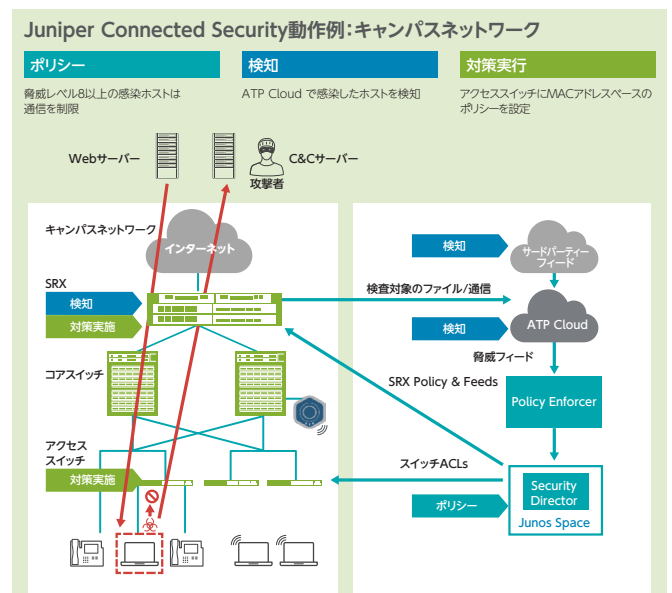 Juniper Connected Security動作例：キャンパスネットワーク
ポリシー
検知
対策実行
脅威レベル8以上の感染ホストは
通信を制限
ATP Cloud で感染したホストを検知
アクセススイッチにMACアドレスベースの
ポリシーを設定
Webサーバー
C&Cサーバー
攻撃者
キャンパスネットワーク
インターネット
SRX
検知
対策実施
コアスイッチ
アクセス
スイッチ
対策実施
検知
サードパーティー
フィード
検査対象のファイル/通信
検知
ATP Cloud
脅威フィード
SRX Policy & Feeds
Policy Enforcer
スイッチACLs
ポリシー
Security
Director
Junos Space